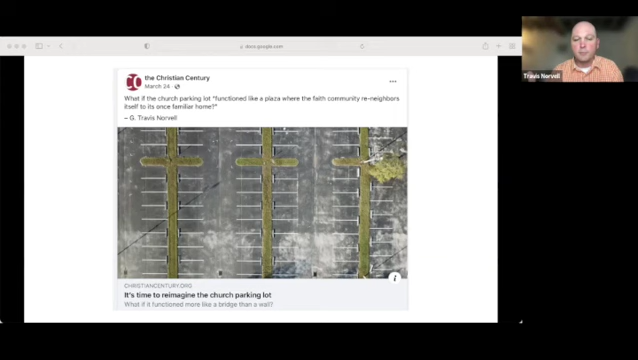 docs.google.com
the Christian Century
March 24
What if the church parking lot "functioned like a plaza where the faith community re-neighbors
itself to its once familiar home?"
– G. Travis Norvell
CHRISTIANCENTURY.ORG
It's time to reimagine the church parking lot
What if it functioned more like a bridge than a wall?
Travis Norvell